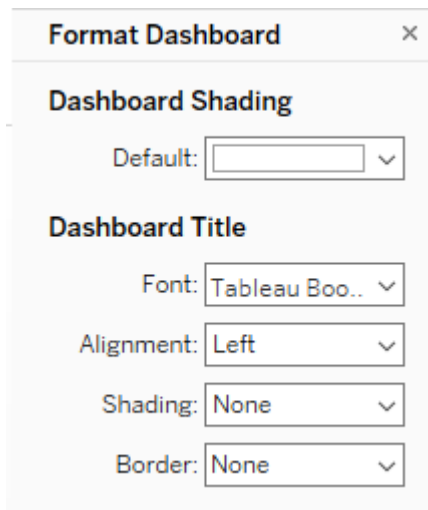 Format Dashboard
Dashboard Shading
Default:
Dashboard Title
Font: Tableau Boo..
Alignment: Left
Shading: None
Border: None